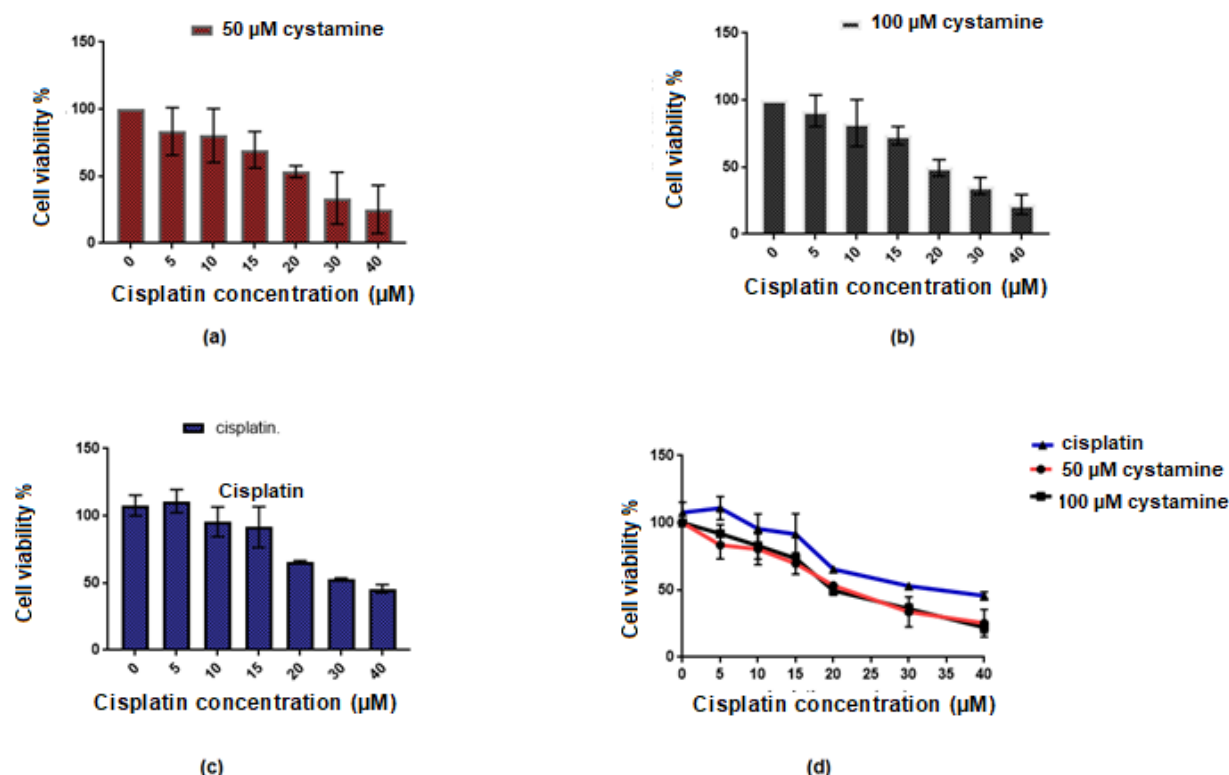 50 µM cystamine
Cell viability %
150
100
50
0
0 5 10 15 20 30 40
Cisplatin concentration (µM)
(a)
100 µM cystamine
Cell viability %
150
100
50
0
0 5 10 15 20 30 40
Cisplatin concentration (µM)
(b)
cisplatin.
Cell viability %
150
100
50
0
Cisplatin
0 5 10 15 20 30 40
Cisplatin concentration (µM)
(c)
cisplatin
50 µM cystamine
100 µM cystamine
Cell viability %
150
100
50
0
0 5 10 15 20 25 30 35 40
Cisplatin concentration (µM)
(d)